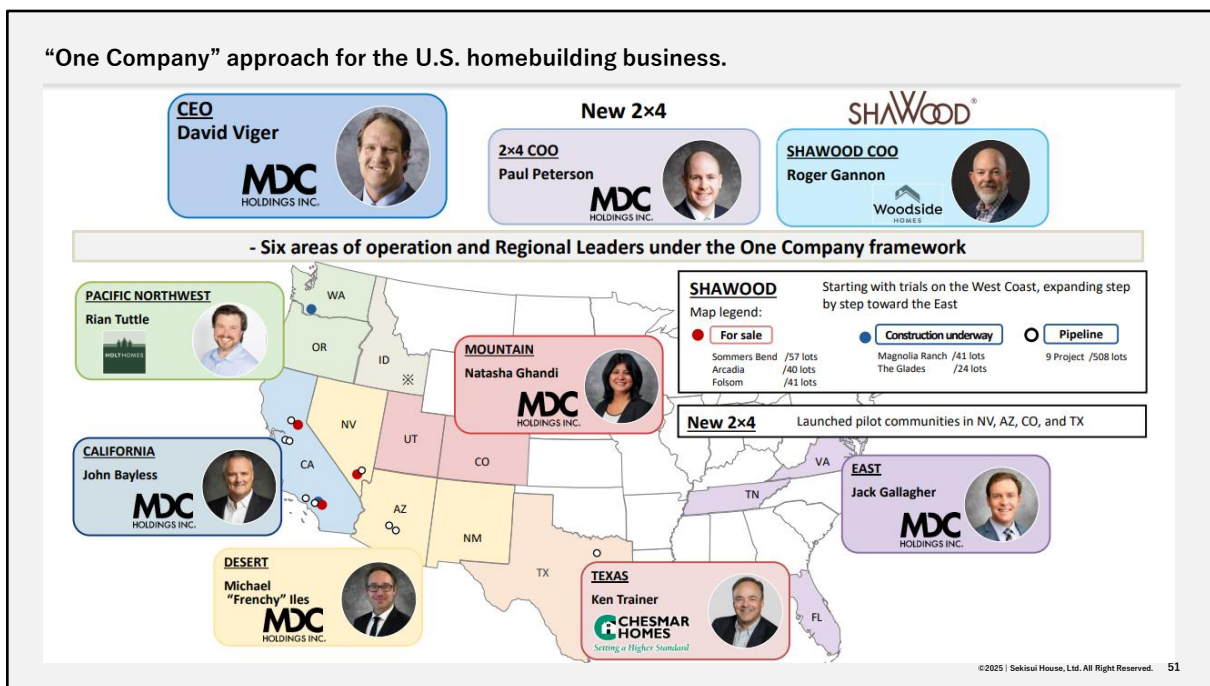 “One Company” approach for the U.S. homebuilding business.
CEO
David Viger
MDC
HOLDINGS INC.
New 2×4
2×4 COO
Paul Peterson
MDC
HOLDINGS INC.
SHAWOOD®
SHAWOOD COO
Roger Gannon
Woodside
HOMES
- Six areas of operation and Regional Leaders under the One Company framework
PACIFIC NORTHWEST
Rian Tuttle
HOLTHOMES
WA
OR
ID
※
MOUNTAIN
Natasha Ghandi
MDC
HOLDINGS INC.
SHAWOOD
Starting with trials on the West Coast, expanding step
by step toward the East
Map legend:
For sale
Construction underway
Pipeline
Sommers Bend /57 lots
Arcadia /40 lots
Folsom /41 lots
Magnolia Ranch /41 lots
The Glades /24 lots
9 Project /508 lots
New 2×4
Launched pilot communities in NV, AZ, CO, and TX
NV
UT
CO
CA
AZ
NM
TX
TN
VA
FL
CALIFORNIA
John Bayless
MDC
HOLDINGS INC.
EAST
Jack Gallagher
MDC
HOLDINGS INC.
DESERT
Michael
“Frenchy” Iles
MDC
HOLDINGS INC.
TEXAS
Ken Trainer
CHESMAR
HOMES
Setting a Higher Standard
©2025 | Sekisui House, Ltd. All Right Reserved. 51